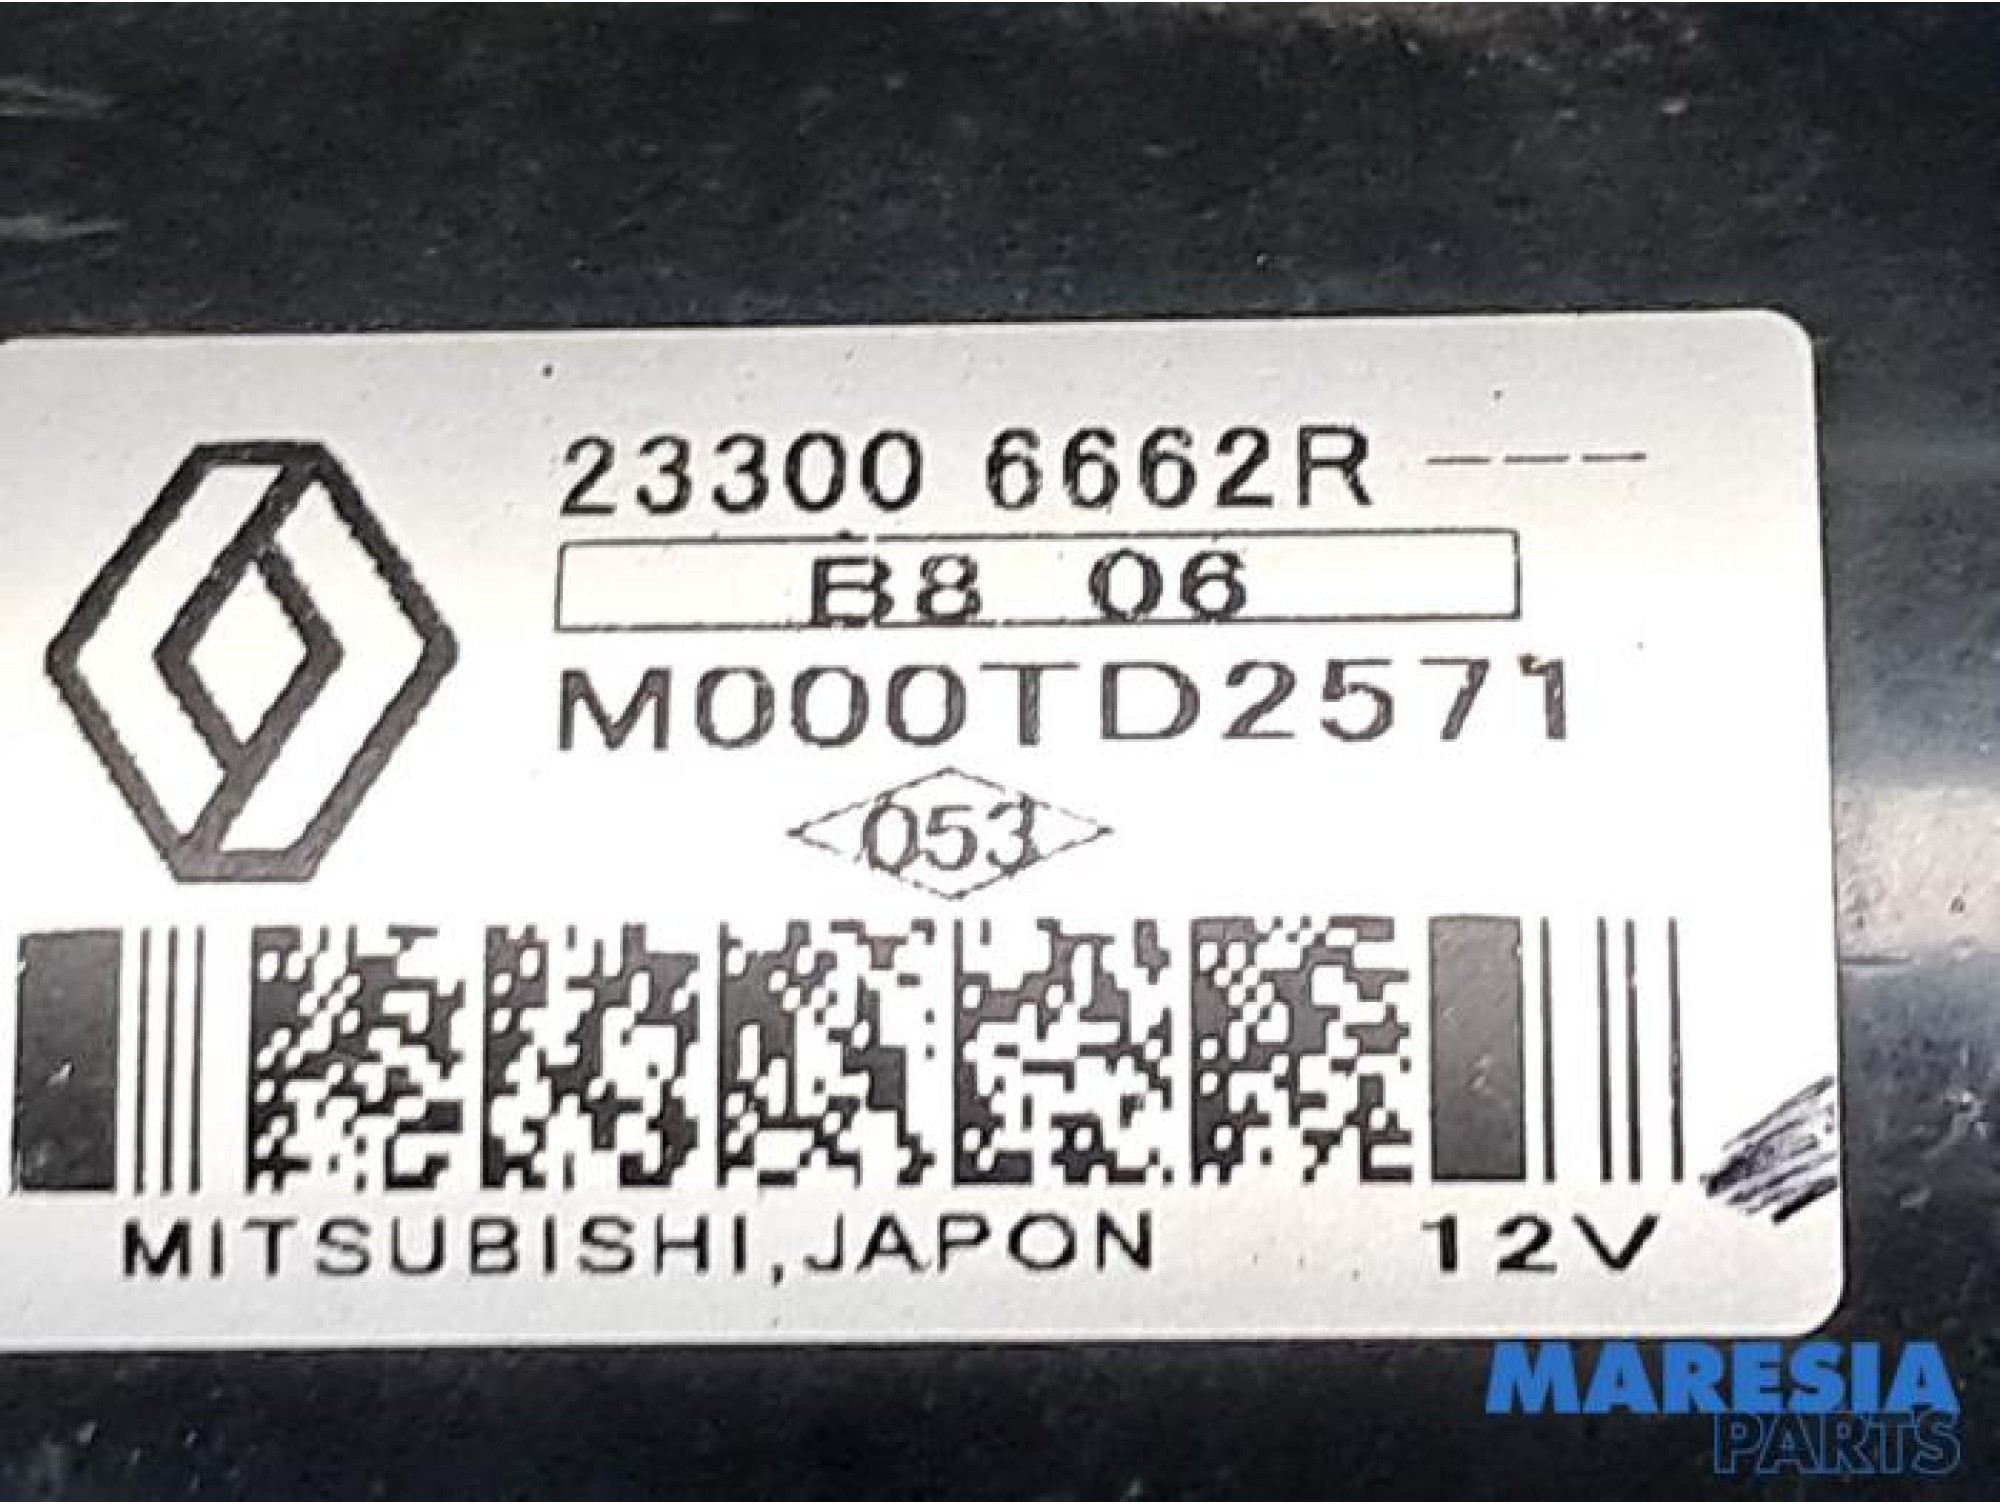 23300 6662R ---
B8 06
M000TD2571
053
MITSUBISHI, JAPON 12V
MARESIA
PARTS